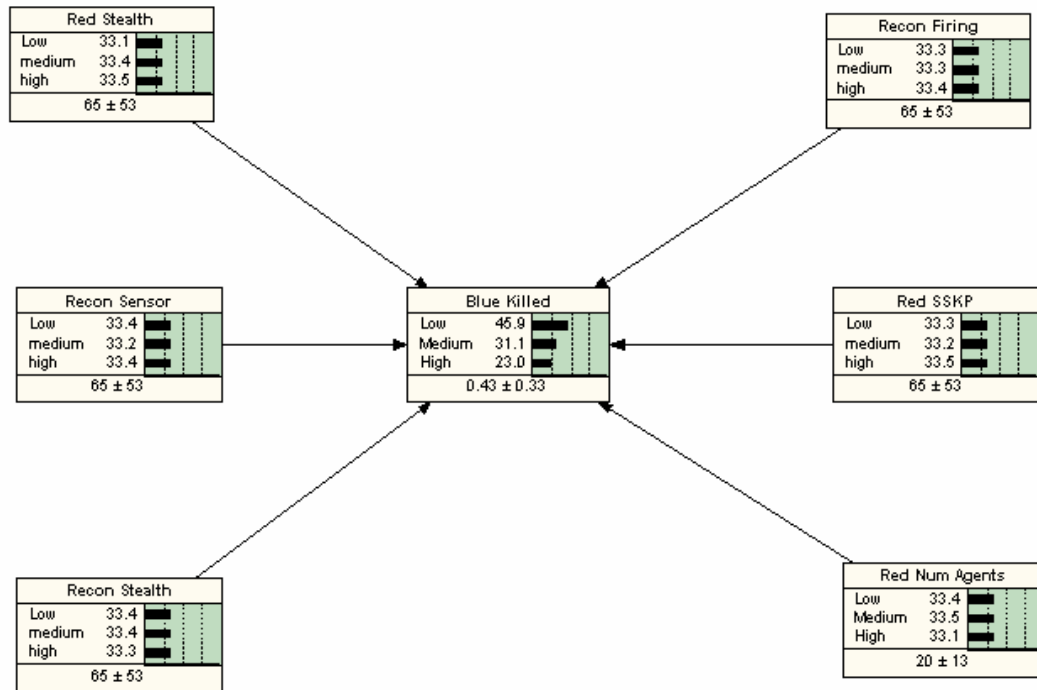 Red Stealth
Low 33.1
medium 33.4
high 33.5
65 ± 53
Recon Firing
Low 33.3
medium 33.3
high 33.4
65 ± 53
Recon Sensor
Low 33.4
medium 33.2
high 33.4
65 ± 53
Blue Killed
Low 45.9
Medium 31.1
High 23.0
0.43 ± 0.33
Red SSKP
Low 33.3
medium 33.2
high 33.5
65 ± 53
Recon Stealth
Low 33.4
medium 33.4
high 33.3
65 ± 53
Red Num Agents
Low 33.4
Medium 33.5
High 33.1
20 ± 13